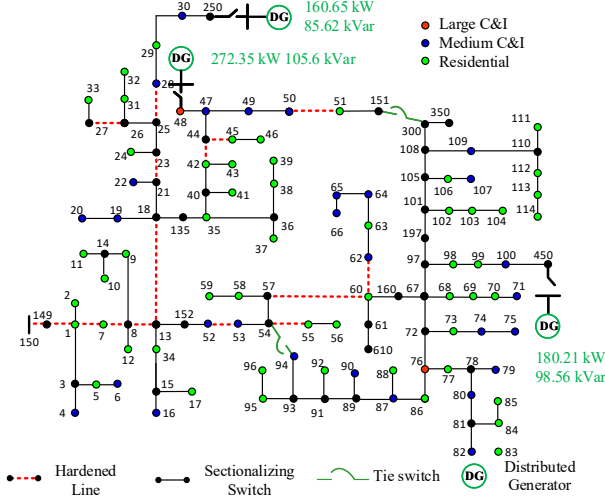 160.65 kW
30 250 DG 85.62 kVar
DG 272.35 kW 105.6 kVar
Large C&I
Medium C&I
Residential
29
28
33 32
31
27 26 25
48 47 49 50 51 151
300 350
44 45 46
108 109 110 111
24 23
42 43 39
38
22 21
40 41
105 106 107 112
113
65 64
66 63
101 102 103 104 114
20 19 18 135 35 36
37
197
14
11 9
10
62
97 98 99 100 450
59 58 57 60 160 67 68 69 70 71
2
149
150 1 7 8 13 152 52 53 54 55 56 61
12 34
610
72 73 74 75
DG
94
3 5 6
4
15 17
16
96 92 90 88
95 93 91 89 87 86
76 77 78 79
180.21 kW
98.56 kVar
80
85
81 84
82 83
Hardened
Line
Sectionalizing
Switch
Tie switch
DG
Distributed
Generator